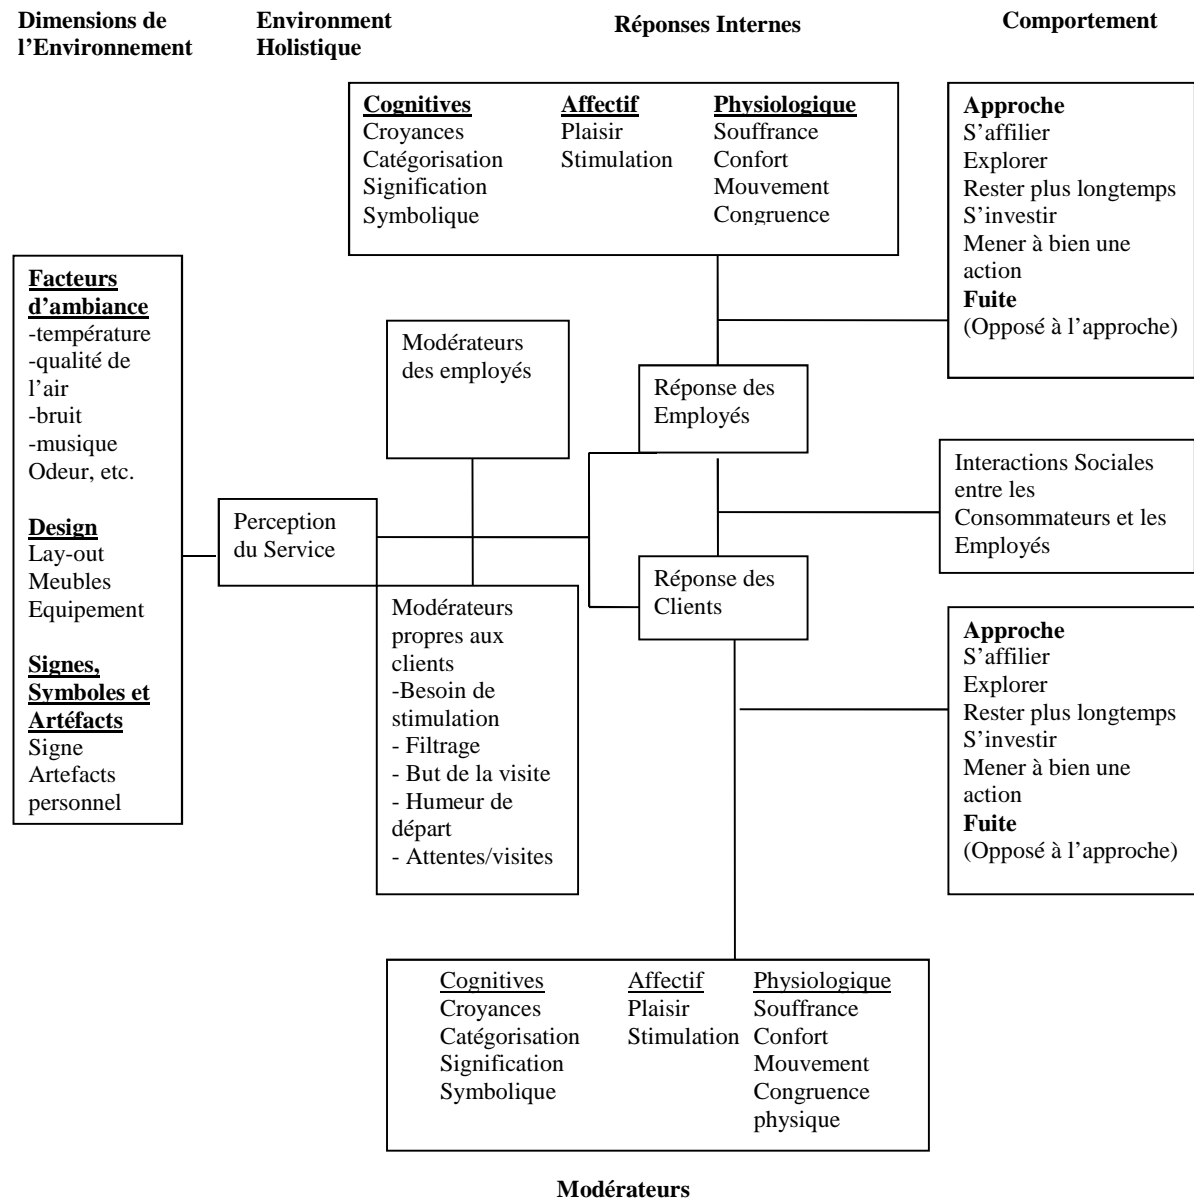 Dimensions de
l’Environnement
Environment
Holistique
Réponses Internes
Comportement
Cognitives
Croyances
Catégorisation
Signification
Symbolique
Affectif
Plaisir
Stimulation
Physiologique
Souffrance
Confort
Mouvement
Congruence
Approche
S’affilier
Explorer
Rester plus longtemps
S’investir
Mener à bien une
action
Fuite
(Opposé à l’approche)
Facteurs
d’ambiance
-température
-qualité de
l’air
-bruit
-musique
Odeur, etc.
Design
Lay-out
Meubles
Equipement
Signes,
Symboles et
Artéfacts
Signe
Artefacts
personnel
Perception
du Service
Modérateurs
des employés
Modérateurs
propres aux
clients
-Besoin de
stimulation
- Filtrage
- But de la visite
- Humeur de
départ
- Attentes/visites
Réponse des
Employés
Réponse des
Clients
Interactions Sociales
entre les
Consommateurs et les
Employés
Approche
S’affilier
Explorer
Rester plus longtemps
S’investir
Mener à bien une
action
Fuite
(Opposé à l’approche)
Cognitives
Croyances
Catégorisation
Signification
Symbolique
Affectif
Plaisir
Stimulation
Physiologique
Souffrance
Confort
Mouvement
Congruence
physique
Modérateurs